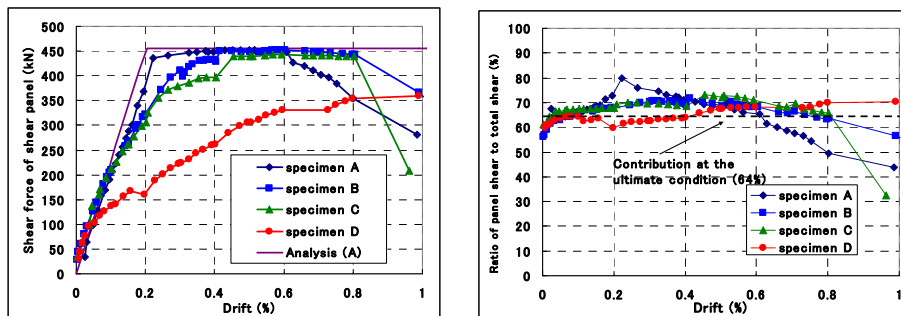 Shear force of shear panel (kN)
500
450
400
350
300
250
200
150
100
50
0
specimen A
specimen B
specimen C
specimen D
Analysis (A)
0
0.2
0.4
0.6
0.8
1
Drift (%)
Ratio of panel shear to total shear (%)
100
90
80
70
60
50
40
30
20
10
0
Contribution at the
ultimate condition (64%)
specimen A
specimen B
specimen C
specimen D
0
0.2
0.4
0.6
0.8
1
Drift (%)